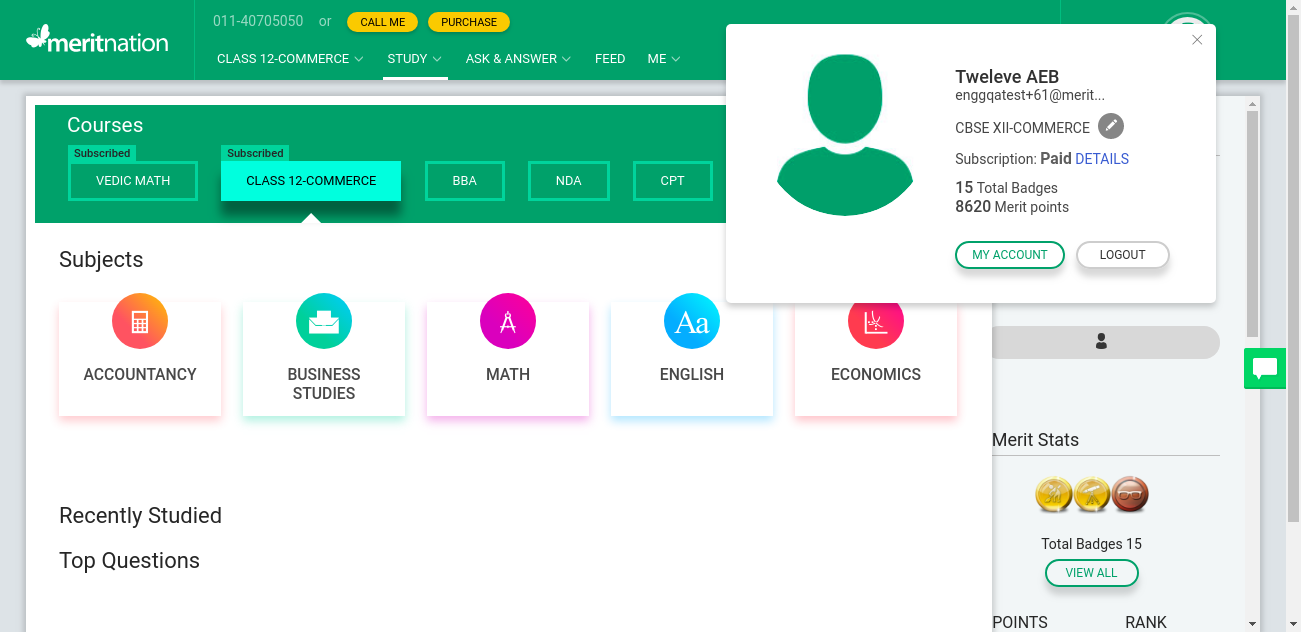 011-40705050 or CALL ME PURCHASE
meritnation
CLASS 12-COMMERCE STUDY ASK & ANSWER FEED ME
Tweleve AEB
enggqatest+61@merit...
CBSE XII-COMMERCE
Subscription: Paid DETAILS
15 Total Badges
8620 Merit points
MY ACCOUNT LOGOUT
Courses
Subscribed Subscribed
VEDIC MATH CLASS 12-COMMERCE BBA NDA CPT
Subjects
Aa
ACCOUNTANCY BUSINESS STUDIES MATH ENGLISH ECONOMICS
Merit Stats
Recently Studied
Total Badges 15
Top Questions
VIEW ALL
POINTS RANK